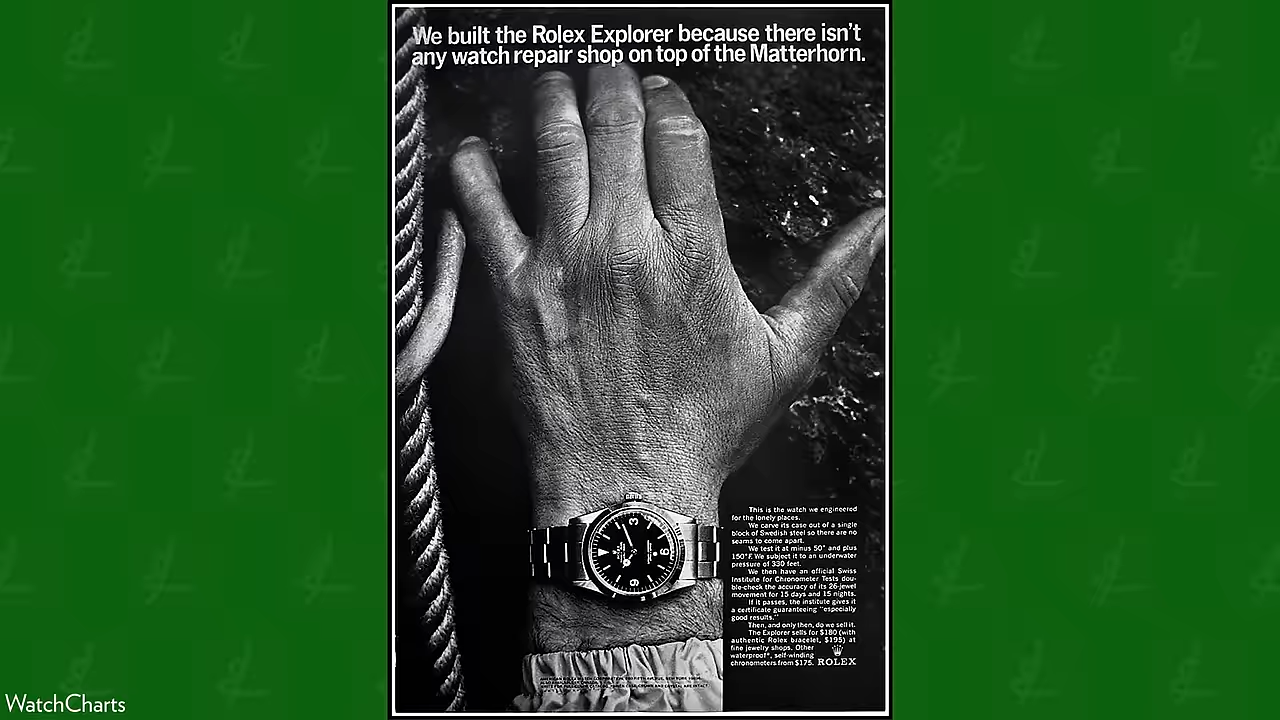 We built the Rolex Explorer because there isn't
any watch repair shop on top of the Matterhorn.
This is the watch we engineered
for the lonely places.
We carve its case out of a single
block of Swedish steel so there are no
seams to come apart.
We test it at minus 50° and plus
150°F. We subject it to an underwater
pressure of 330 feet.
We then have an official Swiss
Institute for Chronometer Tests dou-
ble-check the accuracy of its 26-jewel
movement for 15 days and 15 nights.
If it passes, the institute gives it
a certificate guaranteeing "especially
good results."
Then, and only then, do we sell it.
The Explorer sells for $180 (with
authentic Rolex bracelet, $195) at
fine jewelry shops. Other
waterproof*, self-winding
chronometers from $175.
ROLEX
3
6
9
WatchCharts